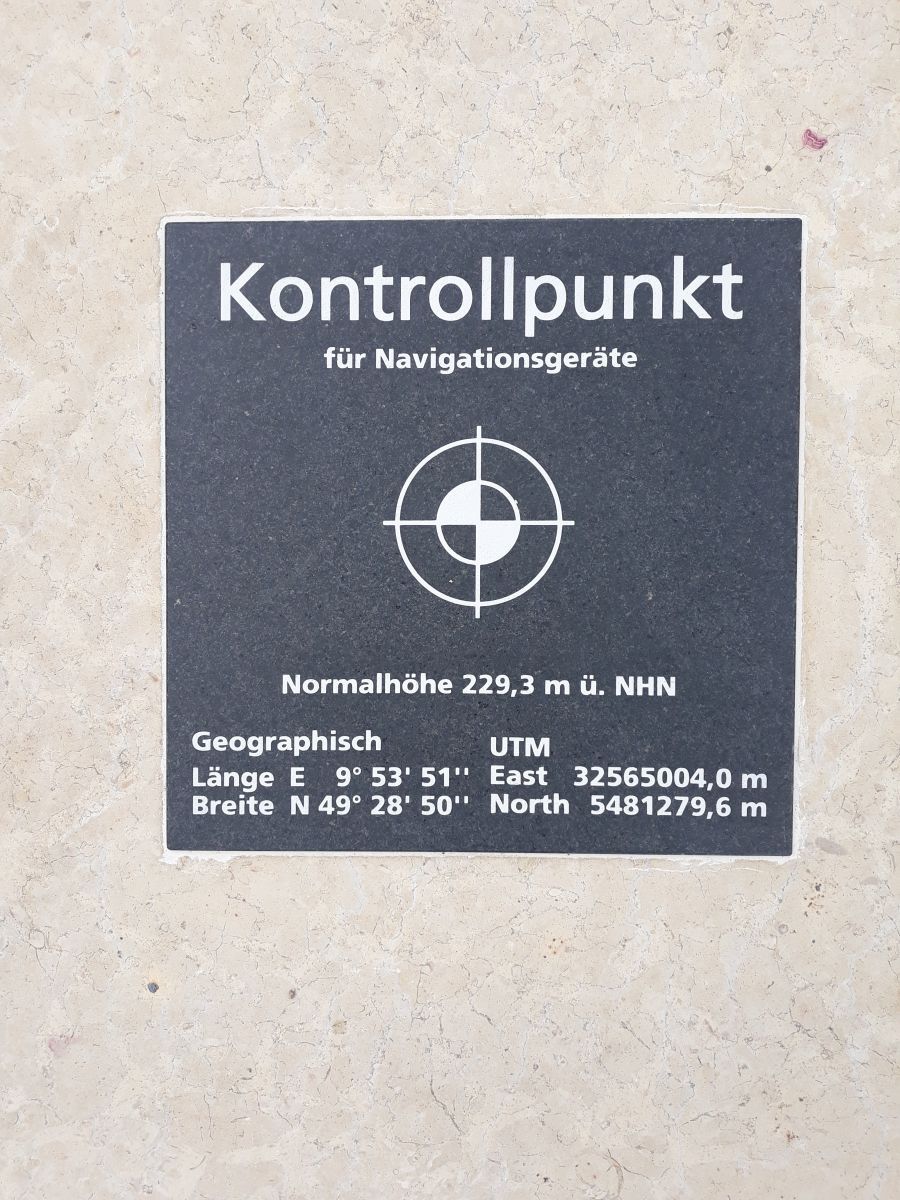 Kontrollpunkt
für Navigationsgeräte
Normalhöhe 229,3 m ü. NHN
Geographisch
Länge E 9° 53' 51''
Breite N 49° 28' 50''
UTM
East 32565004,0 m
North 5481279,6 m